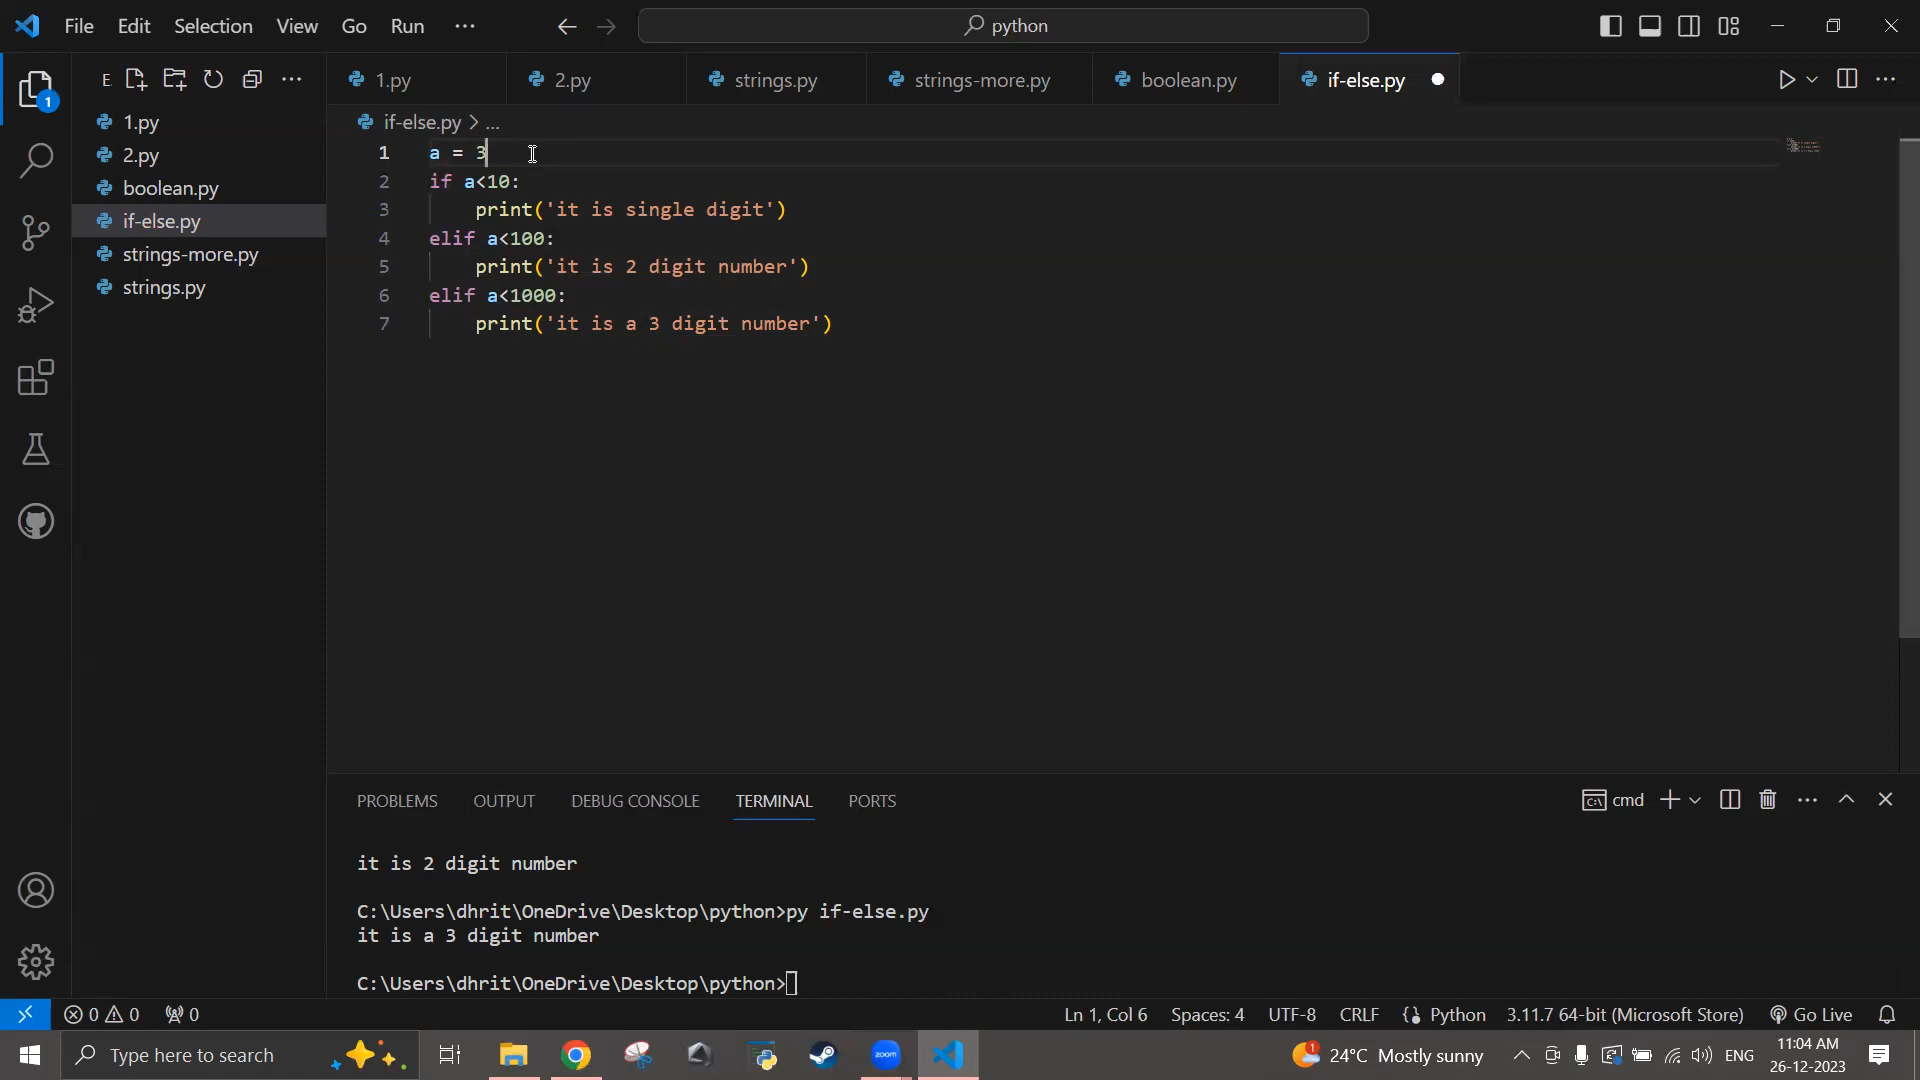 File Edit Selection View Go Run ... python
E
1.py 2.py strings.py strings-more.py boolean.py if-else.py
1.py
2.py
boolean.py
if-else.py
strings-more.py
strings.py
1
if-else.py > ...
1 a = 3
2 if a<10:
3 print('it is single digit')
4 elif a<100:
5 print('it is 2 digit number')
6 elif a<1000:
7 print('it is a 3 digit number')
PROBLEMS OUTPUT DEBUG CONSOLE TERMINAL PORTS cmd
it is 2 digit number
C:\Users\dhrit\OneDrive\Desktop\python>py if-else.py
it is a 3 digit number
C:\Users\dhrit\OneDrive\Desktop\python>
0 0 0 Ln 1, Col 6 Spaces: 4 UTF-8 CRLF Python 3.11.7 64-bit (Microsoft Store) Go Live
Type here to search zoom 1 24°C Mostly sunny ENG 11:04 AM
26-12-2023